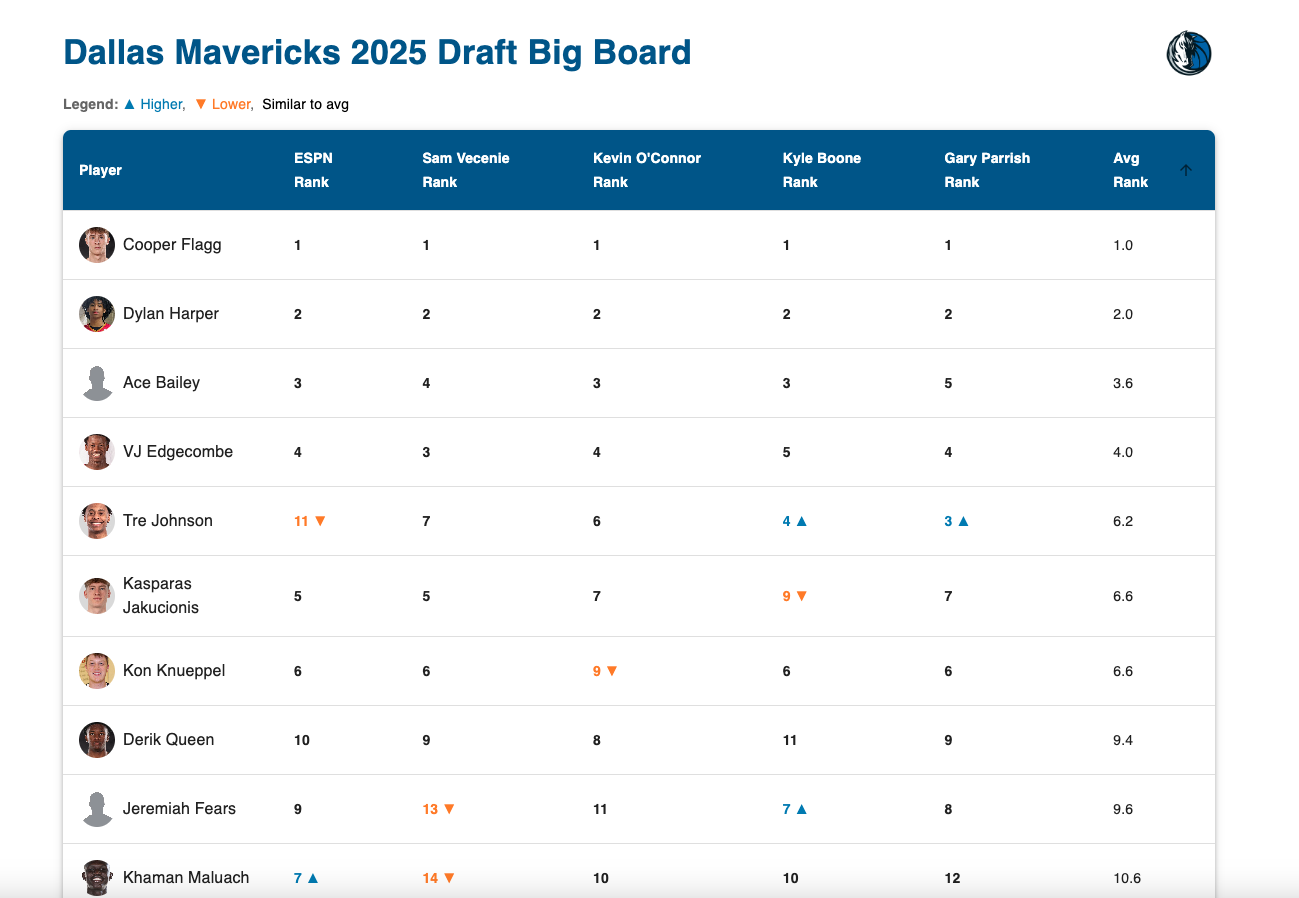 Dallas Mavericks 2025 Draft Big Board
Legend: ▲ Higher, ▼ Lower, Similar to avg
Player ESPN Rank Sam Vecenie Rank Kevin O'Connor Rank Kyle Boone Rank Gary Parrish Rank Avg Rank ↑
Cooper Flagg 1 1 1 1 1 1.0
Dylan Harper 2 2 2 2 2 2.0
Ace Bailey 3 4 3 3 5 3.6
VJ Edgecombe 4 3 4 5 4 4.0
Tre Johnson 11 ▼ 7 6 4 ▲ 3 ▲ 6.2
Kasparas Jakucionis 5 5 7 9 ▼ 7 6.6
Kon Knueppel 6 6 9 ▼ 6 6 6.6
Derik Queen 10 9 8 11 9 9.4
Jeremiah Fears 9 13 ▼ 11 7 ▲ 8 9.6
Khaman Maluach 7 ▲ 14 ▼ 10 10 12 10.6